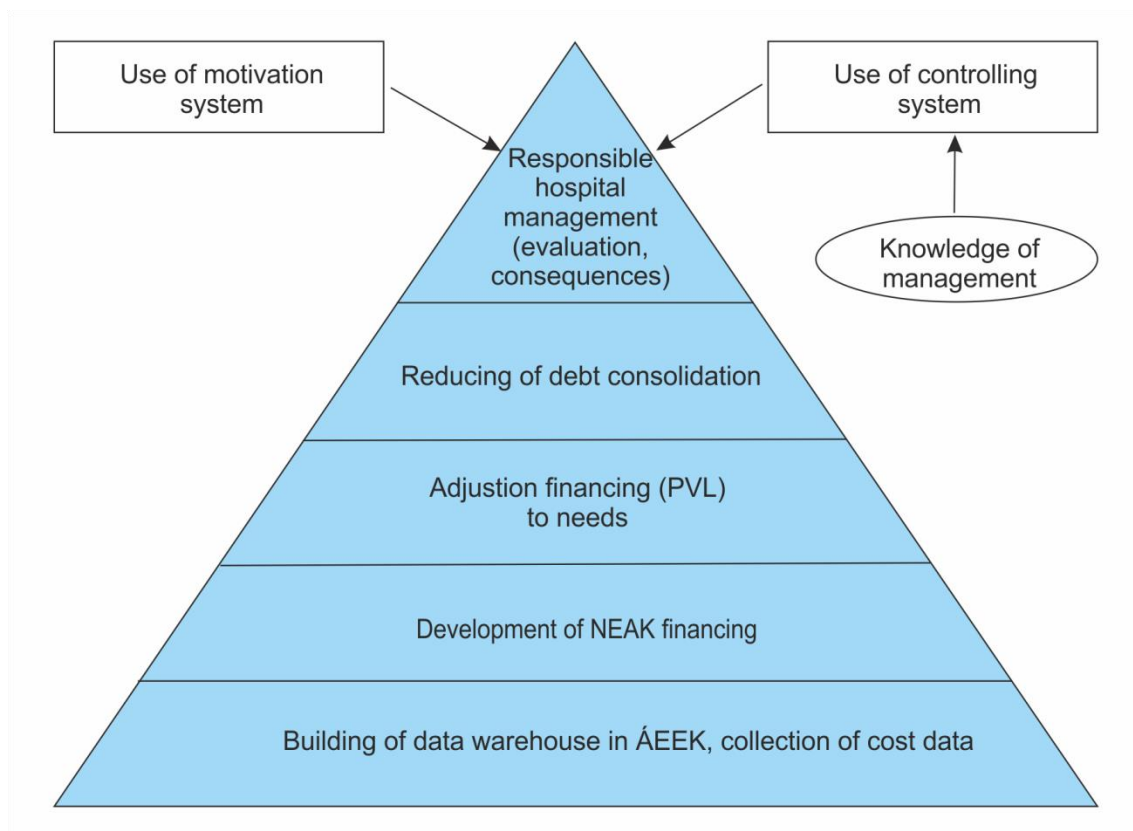 Use of motivation
system
Use of controlling
system
Responsible
hospital
management
(evaluation,
consequences)
Knowledge of
management
Reducing of debt consolidation
Adjustion financing (PVL)
to needs
Development of NEAK financing
Building of data warehouse in ÁEEK, collection of cost data